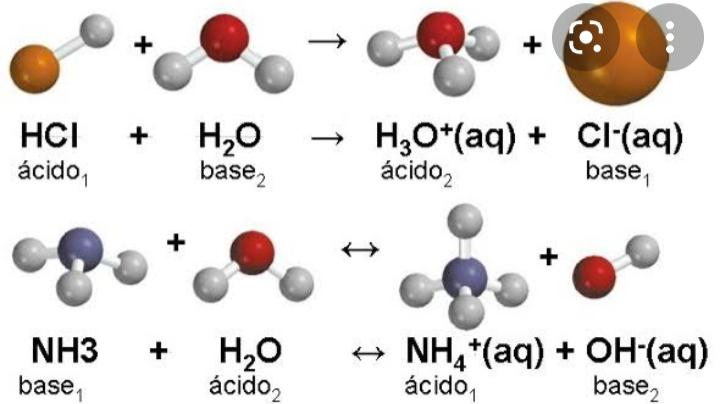 + → +
HCl + H₂O → H₃O⁺(aq) + Cl⁻(aq)
ácido₁ base₂ ácido₂ base₁
+ ↔ +
NH3 + H₂O ↔ NH₄⁺(aq) + OH⁻(aq)
base₁ ácido₂ ácido₁ base₂